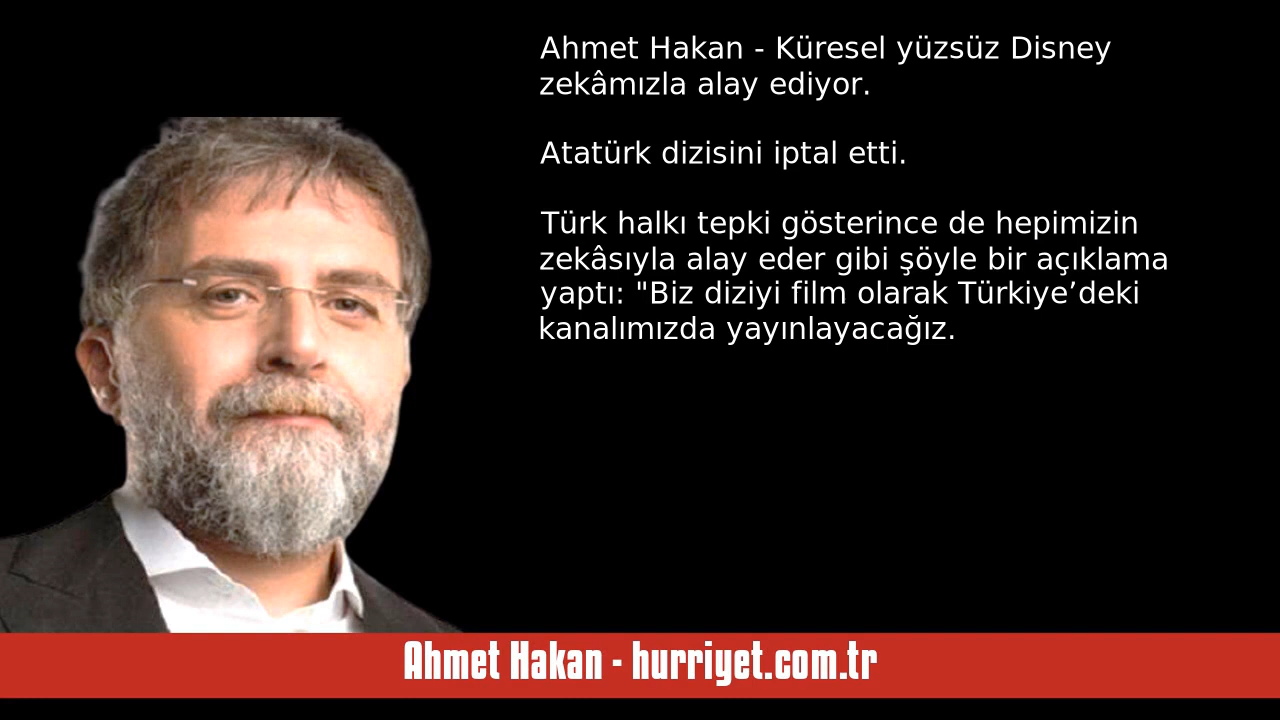 Ahmet Hakan - Küresel yüzsüz Disney
zekâmızla alay ediyor.
Atatürk dizisini iptal etti.
Türk halkı tepki gösterince de hepimizin
zekâsıyla alay eder gibi şöyle bir açıklama
yaptı: "Biz diziyi film olarak Türkiye’deki
kanalımızda yayınlayacağız.
Ahmet Hakan - hurriyet.com.tr